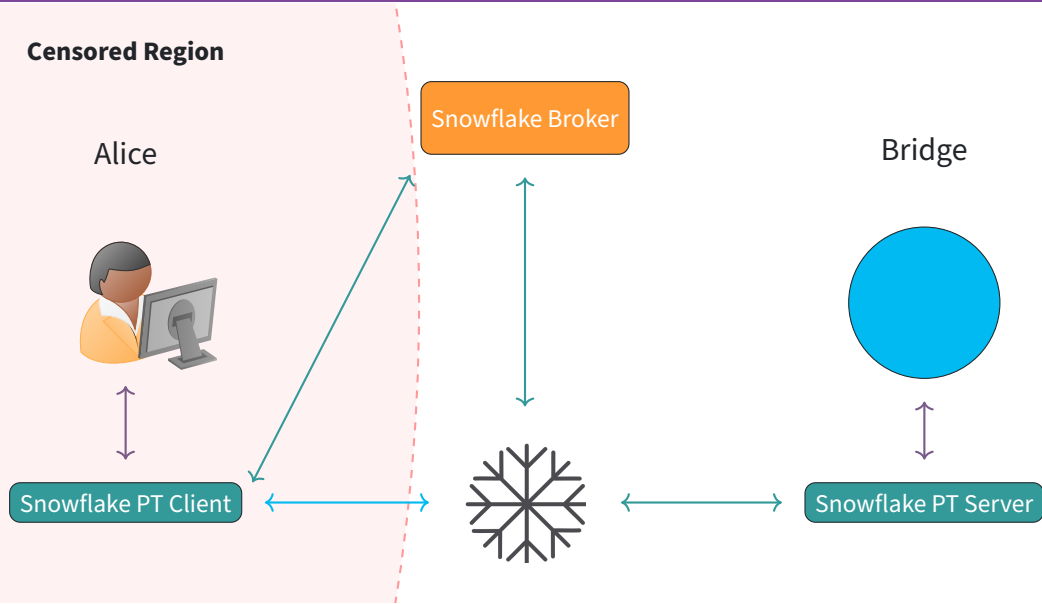 Censored Region
Snowflake Broker
Alice
Bridge
Snowflake PT Client
Snowflake PT Server